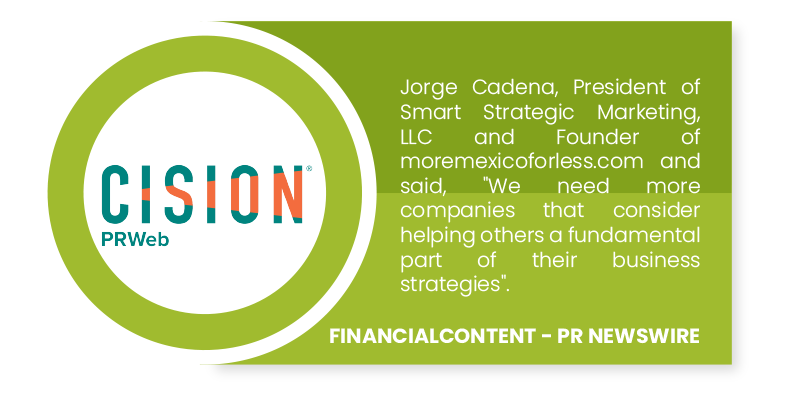 CISION®
PRWeb
Jorge Cadena, President of
Smart Strategic Marketing,
LLC and Founder of
moremexicoforless.com and
said, "We need more
companies that consider
helping others a fundamental
part of their business
strategies".
FINANCIALCONTENT - PR NEWSWIRE